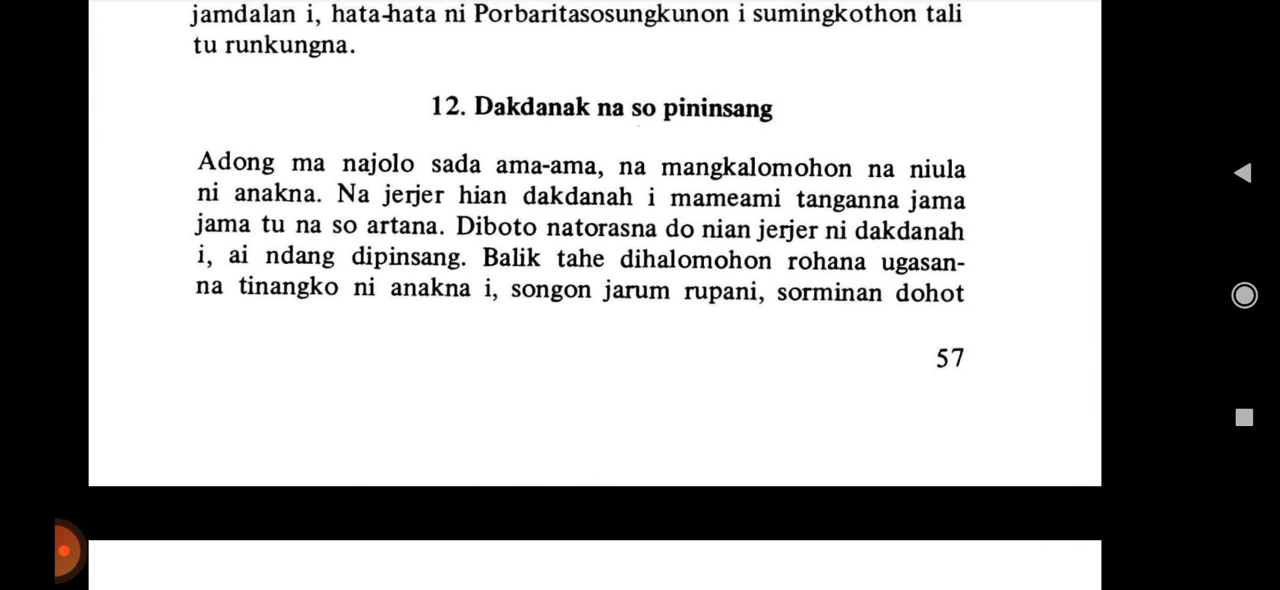 jamdalan i, hata-hata ni Porbaritasosungkunon i sumingkothon tali
tu runkungna.
12. Dakdanak na so pininsang
Adong ma najolo sada ama-ama, na mangkalomohon na niula
ni anakna. Na jerjer hian dakdanah i mameami tanganna jama
jama tu na so artana. Diboto natorasna do nian jerjer ni dakdanah
i, ai ndang dipinsang. Balik tahe dihalomohon rohana ugasan-
na tinangko ni anakna i, songon jarum rupani, sorminan dohot
57